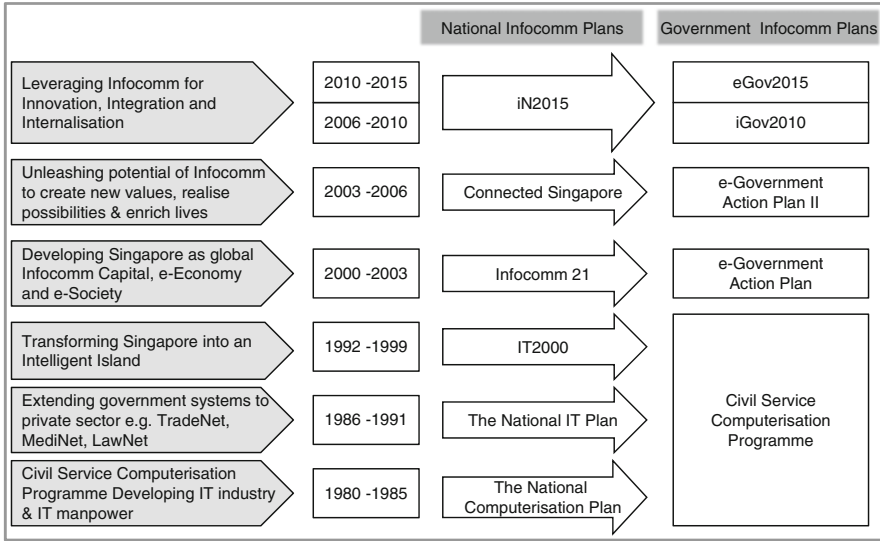 National Infocomm Plans
Government Infocomm Plans
Leveraging Infocomm for
Innovation, Integration and
Internalisation
2010 -2015
2006 -2010
iN2015
eGov2015
iGov2010
Unleashing potential of Infocomm
to create new values, realise
possibilities & enrich lives
2003 -2006
Connected Singapore
e-Government
Action Plan II
Developing Singapore as global
Infocomm Capital, e-Economy
and e-Society
2000 -2003
Infocomm 21
e-Government
Action Plan
Transforming Singapore into an
Intelligent Island
1992 -1999
IT2000
Extending government systems to
private sector e.g. TradeNet,
MediNet, LawNet
1986 -1991
The National IT Plan
Civil Service
Computerisation
Programme
Civil Service Computerisation
Programme Developing IT industry
& IT manpower
1980 -1985
The National
Computerisation Plan